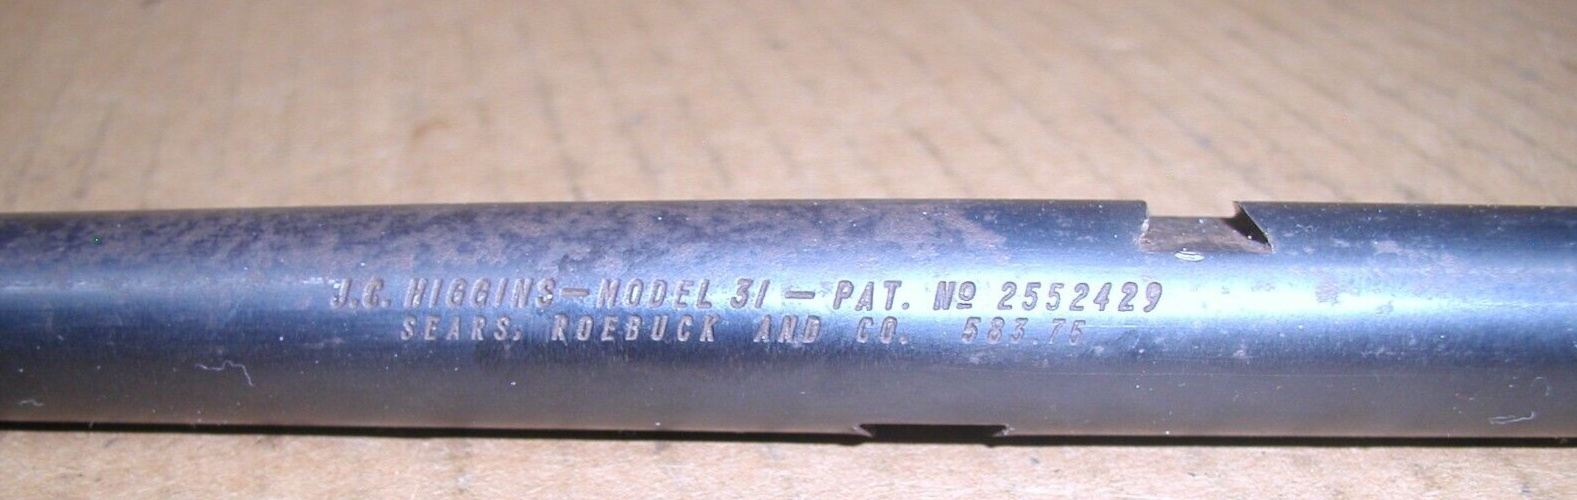 J.C. HIGGINS—MODEL 31—PAT. Nº 2552429
SEARS, ROEBUCK AND CO. 583.75